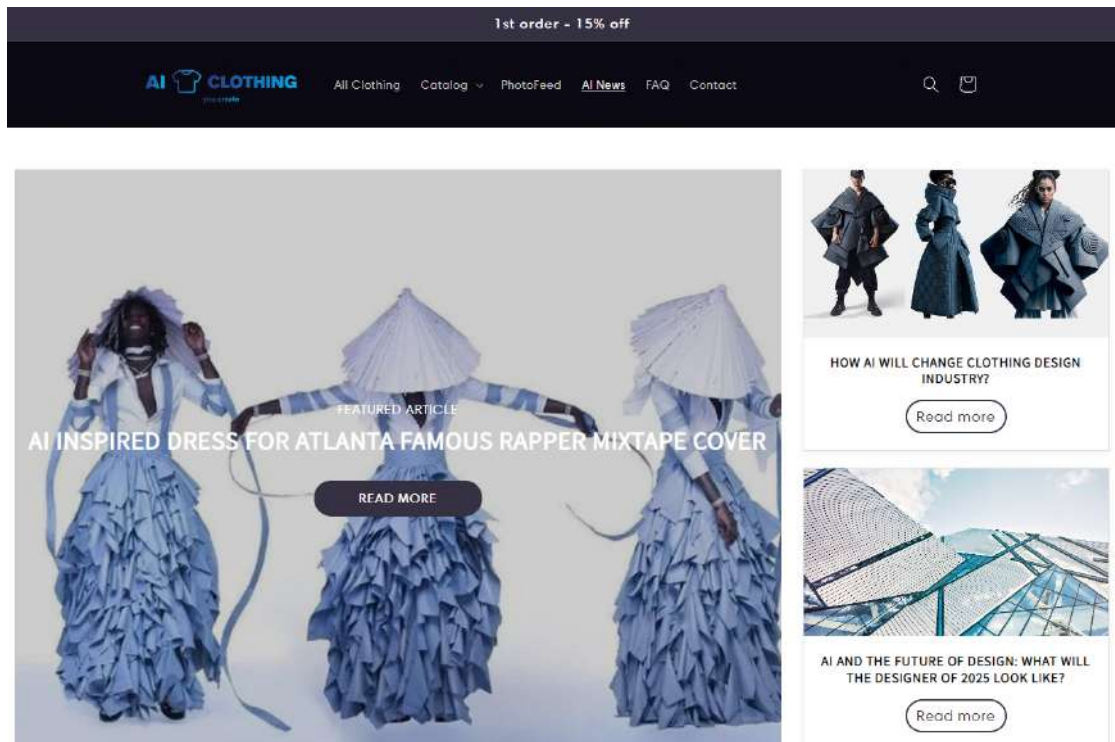 1st order - 15% off
AI CLOTHING
All Clothing Catalog PhotoFeed AI News FAQ Contact
FEATURED ARTICLE
AI INSPIRED DRESS FOR ATLANTA FAMOUS RAPPER MIXTAPE COVER
READ MORE
HOW AI WILL CHANGE CLOTHING DESIGN
INDUSTRY?
Read more
AI AND THE FUTURE OF DESIGN: WHAT WILL
THE DESIGNER OF 2025 LOOK LIKE?
Read more